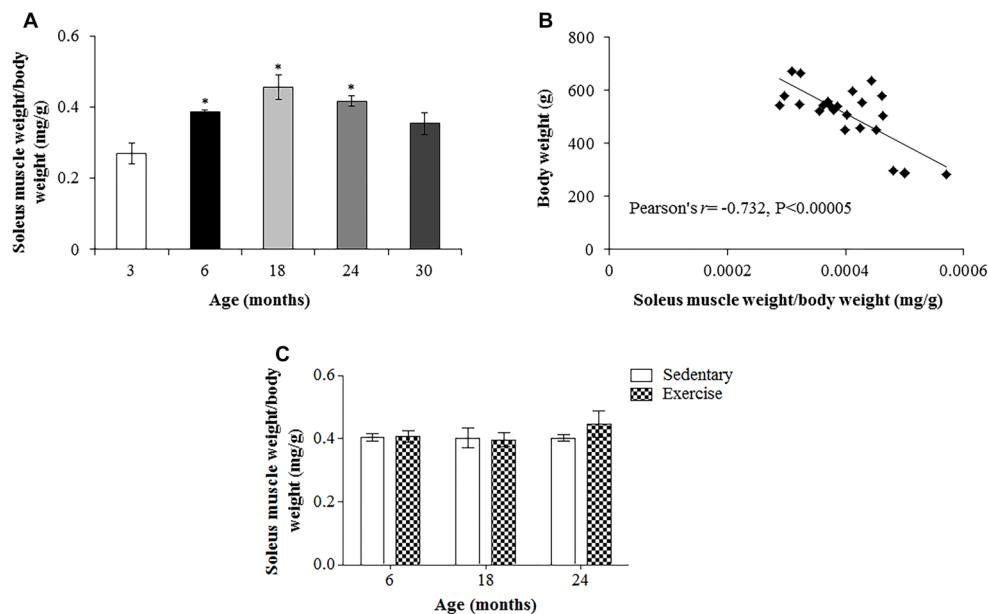 A
Soleus muscle weight/body
weight (mg/g)
0.6
0.4
0.2
0
*
*
*
3
6
18
24
30
Age (months)
B
Body weight (g)
800
600
400
200
0
Pearson's r= -0.732, P<0.00005
0
0.0002
0.0004
0.0006
Soleus muscle weight/body weight (mg/g)
C
Soleus muscle weight/body
weight (mg/g)
0.6
0.4
0.2
0.0
Sedentary
Exercise
6
18
24
Age (months)